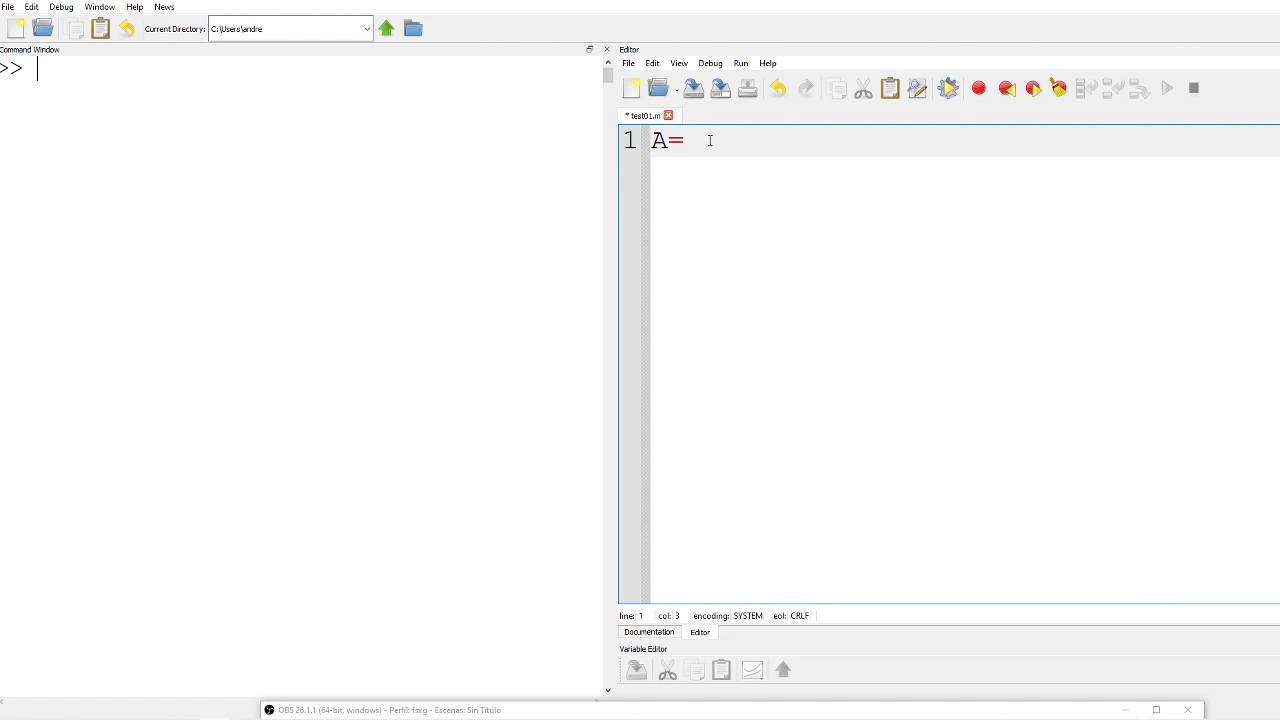 File Edit Debug Window Help News
Current Directory: C:\Users\andre
Command Window
>>
Editor
File Edit View Debug Run Help
* test01.m
1 A=
line: 1 col: 3 encoding: SYSTEM eol: CRLF
Documentation Editor
Variable Editor
OBS 26.1.1 (64-bit, windows) - Perfil: fsxg - Escenas: Sin Título